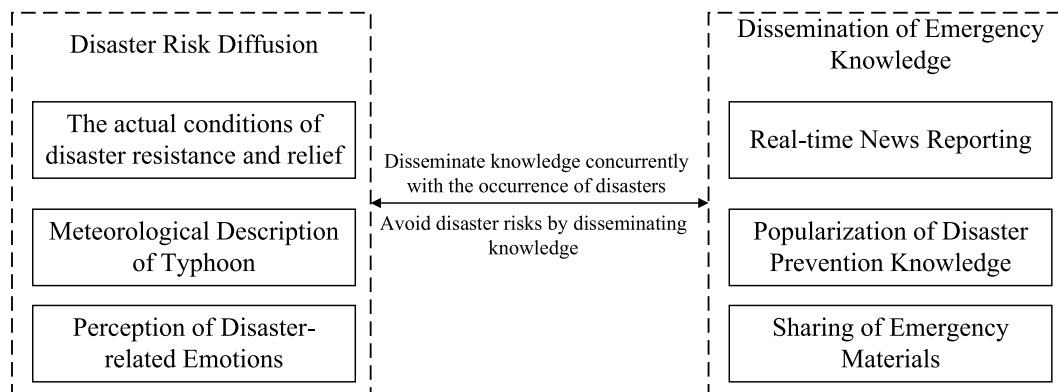 Disaster Risk Diffusion
The actual conditions of
disaster resistance and relief
Meteorological Description
of Typhoon
Perception of Disaster-
related Emotions
Disseminate knowledge concurrently
with the occurrence of disasters
Avoid disaster risks by disseminating
knowledge
Dissemination of Emergency
Knowledge
Real-time News Reporting
Popularization of Disaster
Prevention Knowledge
Sharing of Emergency
Materials